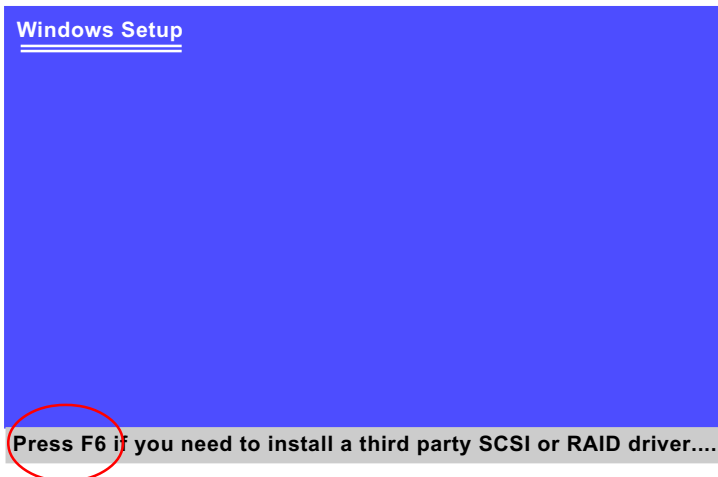 Windows Setup
Press F6 if you need to install a third party SCSI or RAID driver....